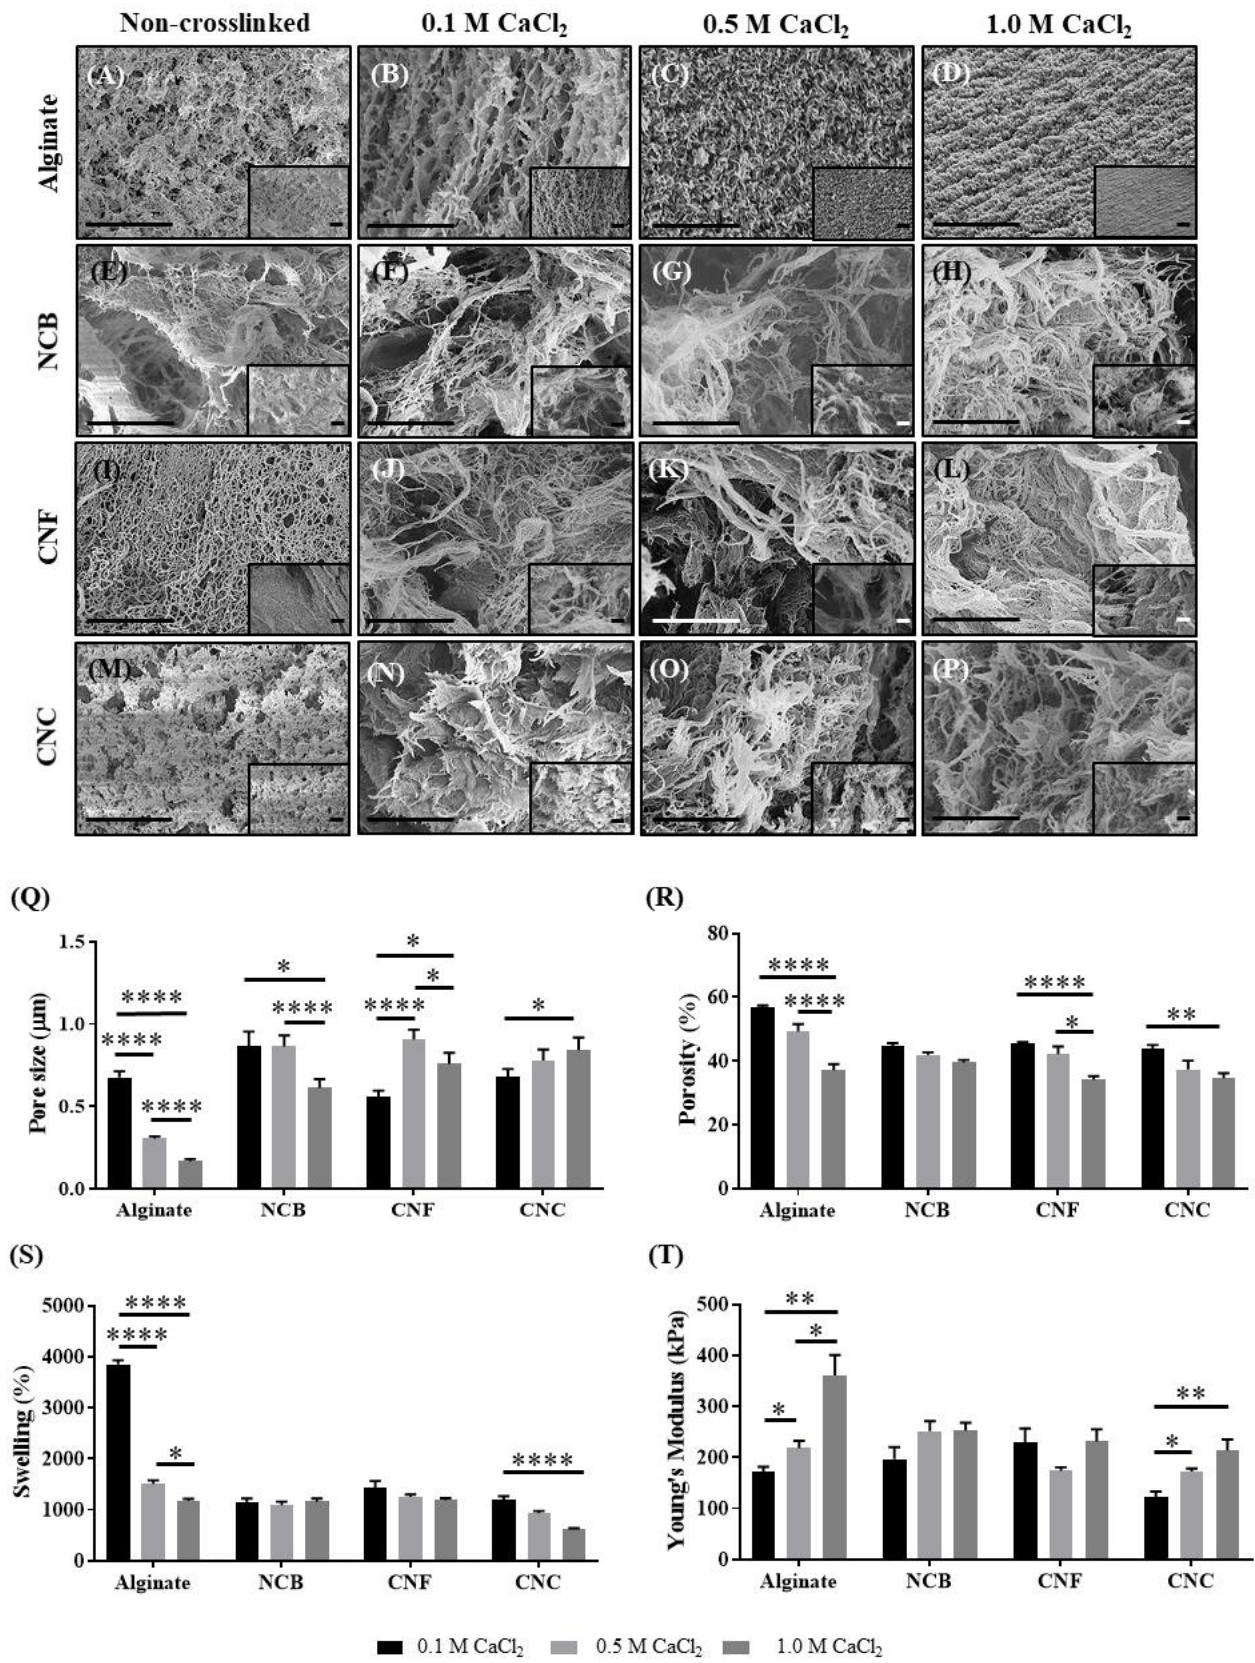 Non-crosslinked 0.1 M CaCl₂ 0.5 M CaCl₂ 1.0 M CaCl₂
Alginate
(A) (B) (C) (D)
NCB
(E) (F) (G) (H)
CNF
(I) (J) (K) (L)
CNC
(M) (N) (O) (P)
(Q)
Pore size (μm)
1.5
1.0
0.5
0.0
**** **** ****
* ****
* **** *
*
Alginate NCB CNF CNC
(R)
Porosity (%)
80
60
40
20
0
**** ****
**** *
**
Alginate NCB CNF CNC
(S)
Swelling (%)
5000
4000
3000
2000
1000
0
**** **** *
****
Alginate NCB CNF CNC
(T)
Young's Modulus (kPa)
500
400
300
200
100
0
** * *
** *
Alginate NCB CNF CNC
0.1 M CaCl₂ 0.5 M CaCl₂ 1.0 M CaCl₂